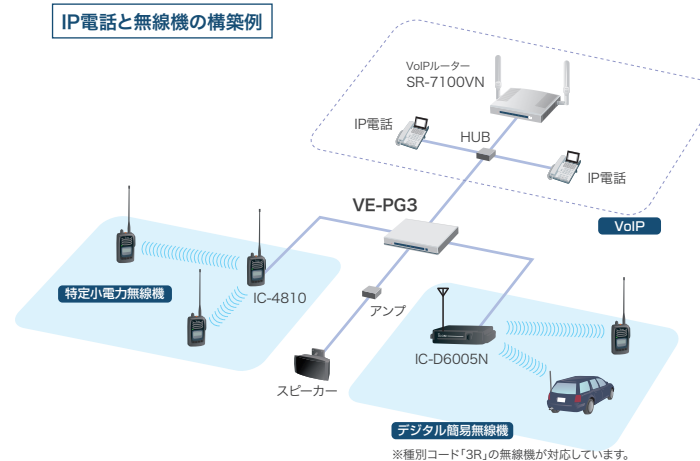 IP電話と無線機の構築例
VoIPルーター
SR-7100VN
IP電話
HUB
IP電話
VE-PG3
VoIP
特定小電力無線機
IC-4810
アンプ
IC-D6005N
スピーカー
デジタル簡易無線機
※種別コード「3R」の無線機が対応しています。